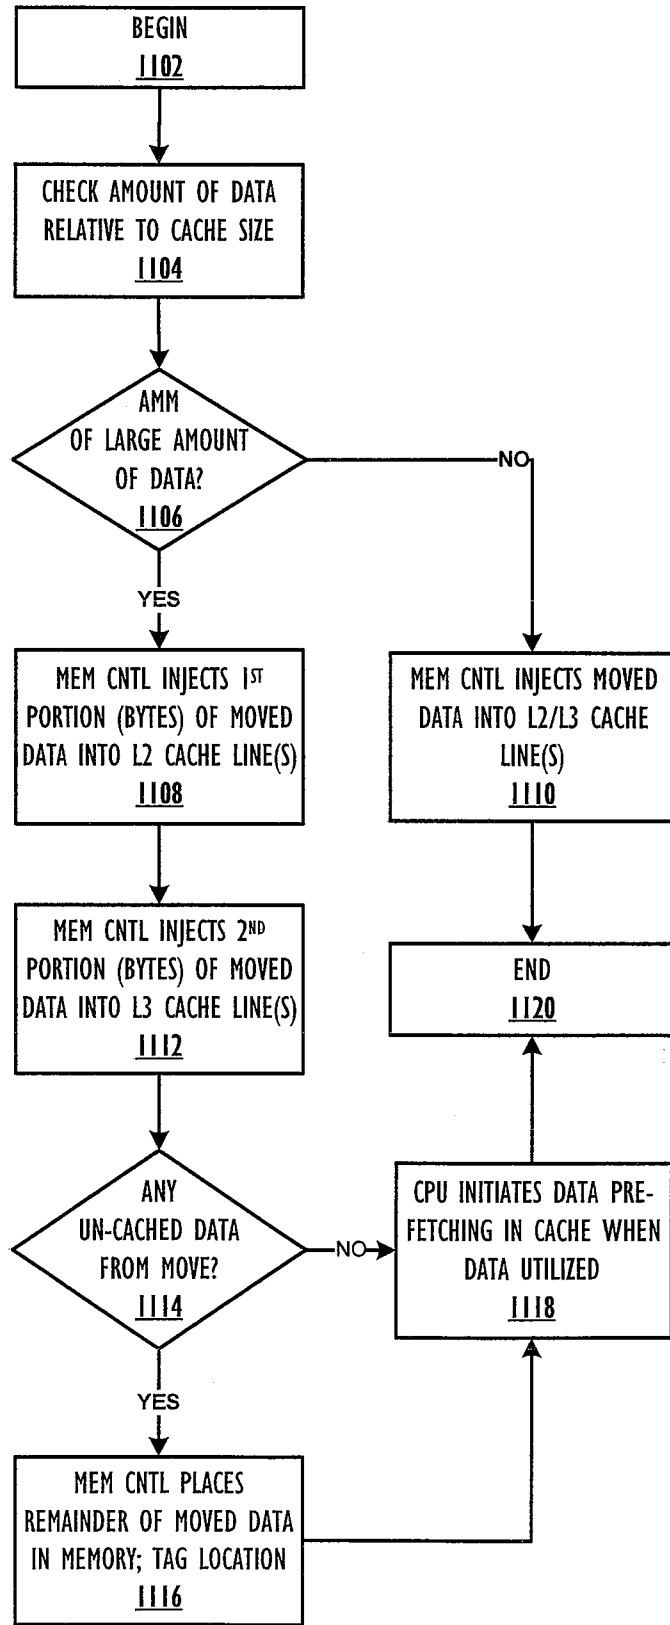 BEGIN
1102
CHECK AMOUNT OF DATA
RELATIVE TO CACHE SIZE
1104
AMM
OF LARGE AMOUNT
OF DATA?
1106
NO
YES
MEM CNTL INJECTS 1ST
PORTION (BYTES) OF MOVED
DATA INTO L2 CACHE LINE(S)
1108
MEM CNTL INJECTS MOVED
DATA INTO L2/L3 CACHE
LINE(S)
1110
MEM CNTL INJECTS 2ND
PORTION (BYTES) OF MOVED
DATA INTO L3 CACHE LINE(S)
1112
END
1120
ANY
UN-CACHED DATA
FROM MOVE?
1114
NO
CPU INITIATES DATA PRE-
FETCHING IN CACHE WHEN
DATA UTILIZED
1118
YES
MEM CNTL PLACES
REMAINDER OF MOVED DATA
IN MEMORY; TAG LOCATION
1116